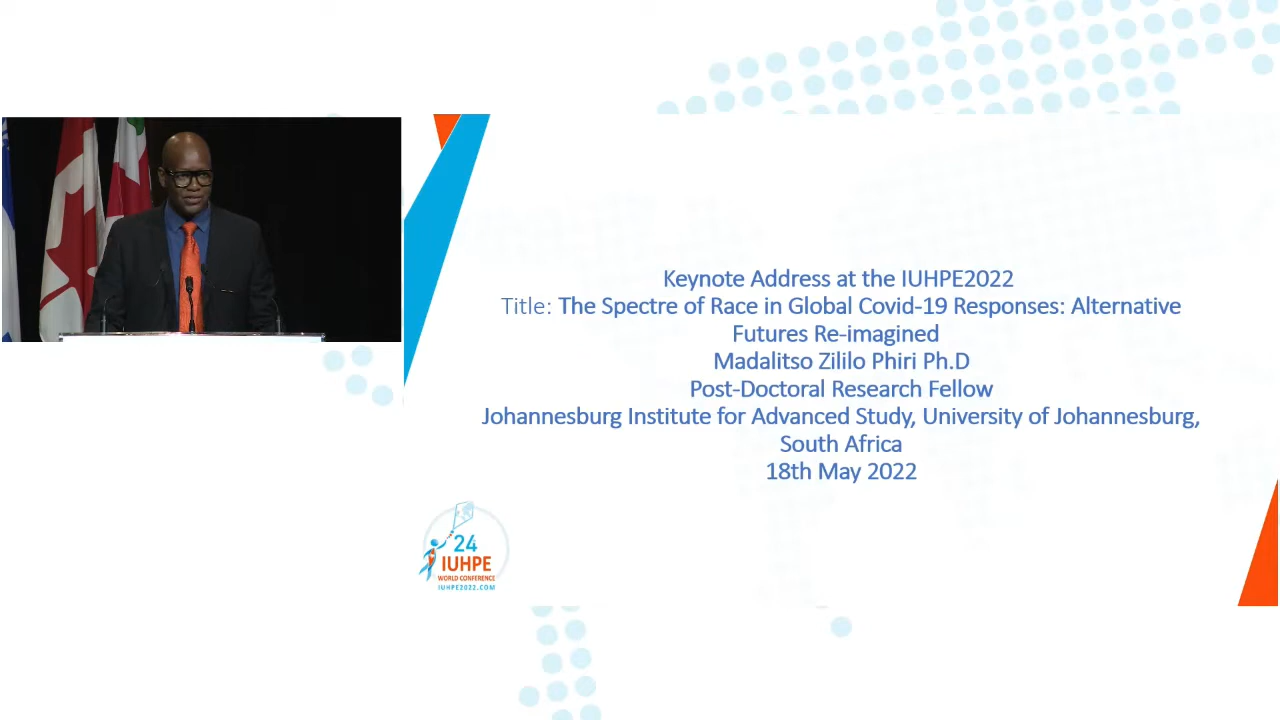 Keynote Address at the IUHPE2022
Title: The Spectre of Race in Global Covid-19 Responses: Alternative
Futures Re-imagined
Madalitso Zililo Phiri Ph.D
Post-Doctoral Research Fellow
Johannesburg Institute for Advanced Study, University of Johannesburg,
South Africa
18th May 2022
24
IUHPE
WORLD CONFERENCE
IUHPE2022.COM